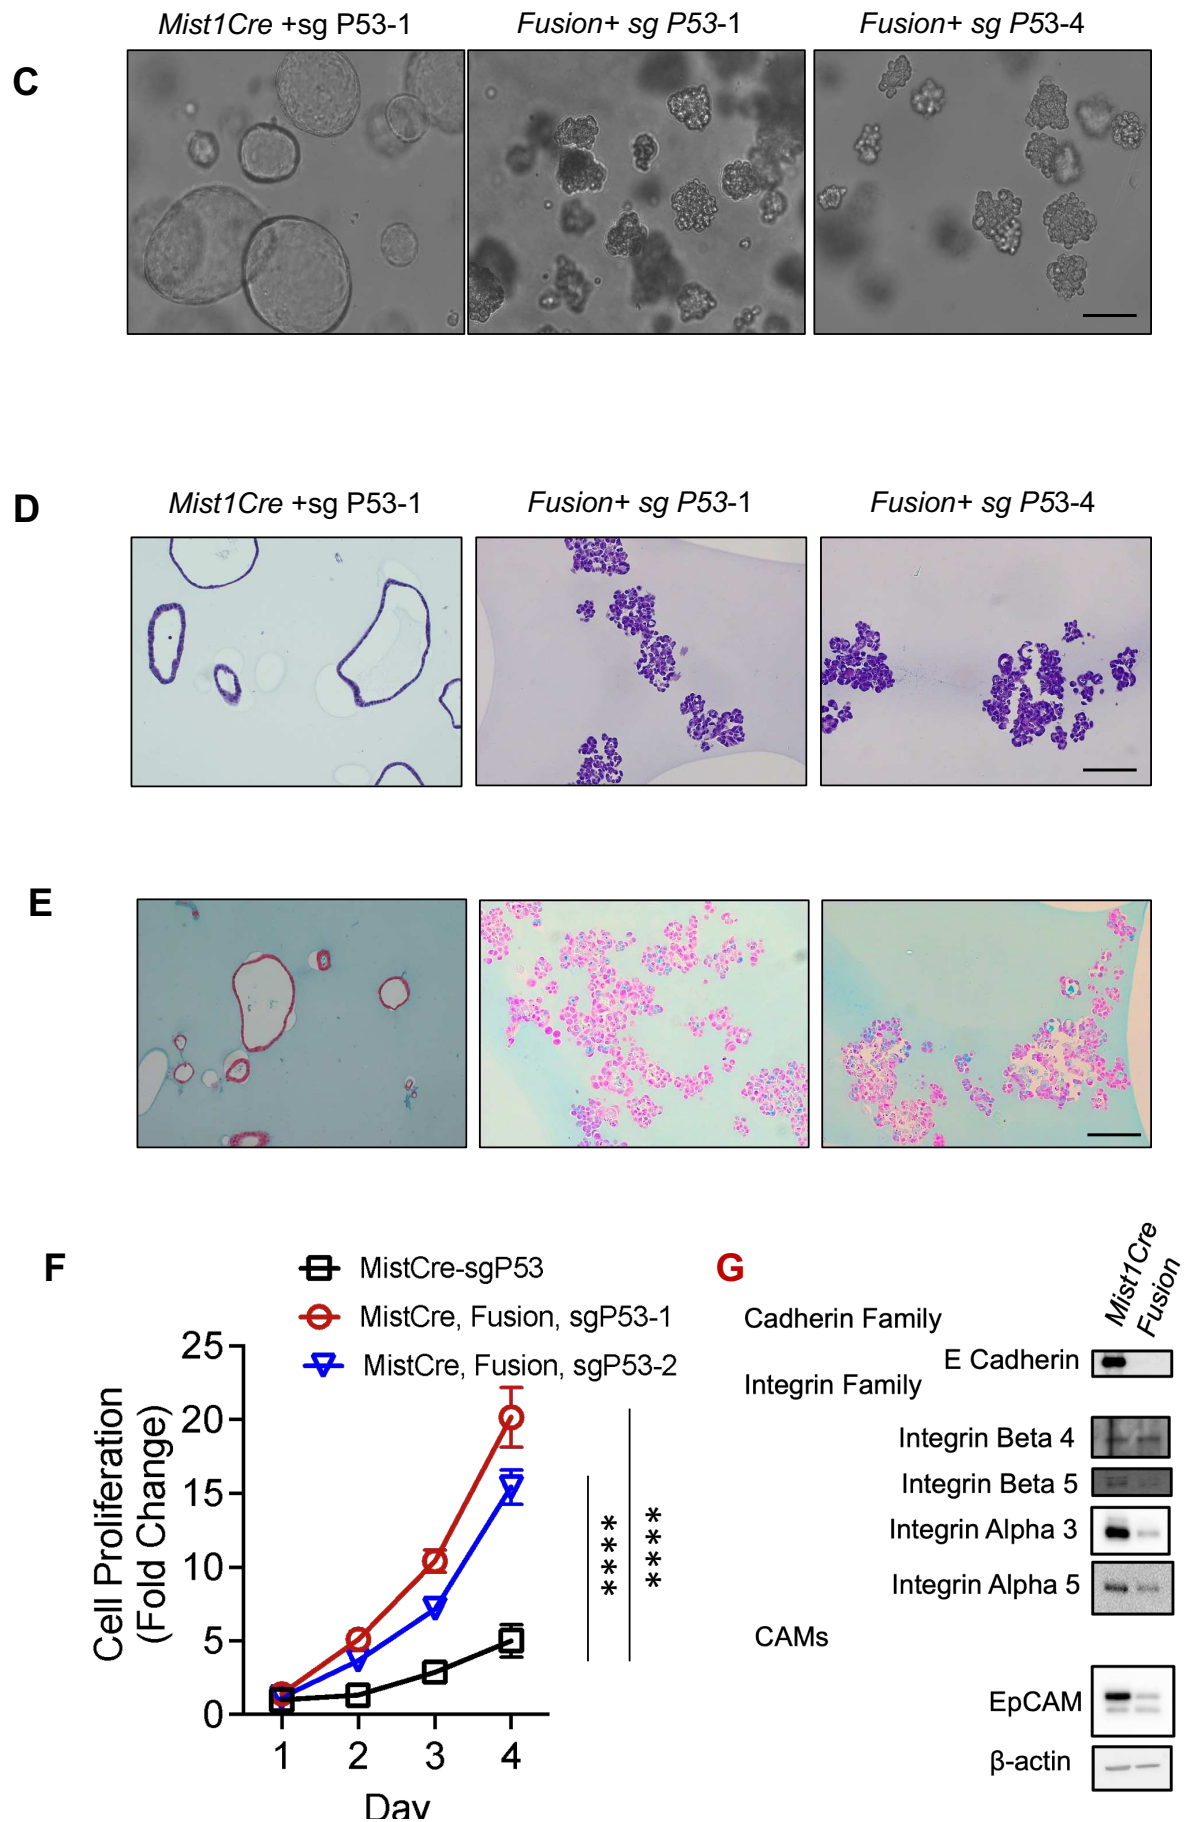 Mist1Cre +sg P53-1
Fusion+ sg P53-1
Fusion+ sg P53-4
C
D
Mist1Cre +sg P53-1
Fusion+ sg P53-1
Fusion+ sg P53-4
E
F
MistCre-sgP53
MistCre, Fusion, sgP53-1
MistCre, Fusion, sgP53-2
Cell Proliferation
(Fold Change)
25
20
15
10
5
0
1 2 3 4
Day
****
****
G
Mist1Cre
Fusion
Cadherin Family
E Cadherin
Integrin Family
Integrin Beta 4
Integrin Beta 5
Integrin Alpha 3
Integrin Alpha 5
CAMs
EpCAM
β-actin